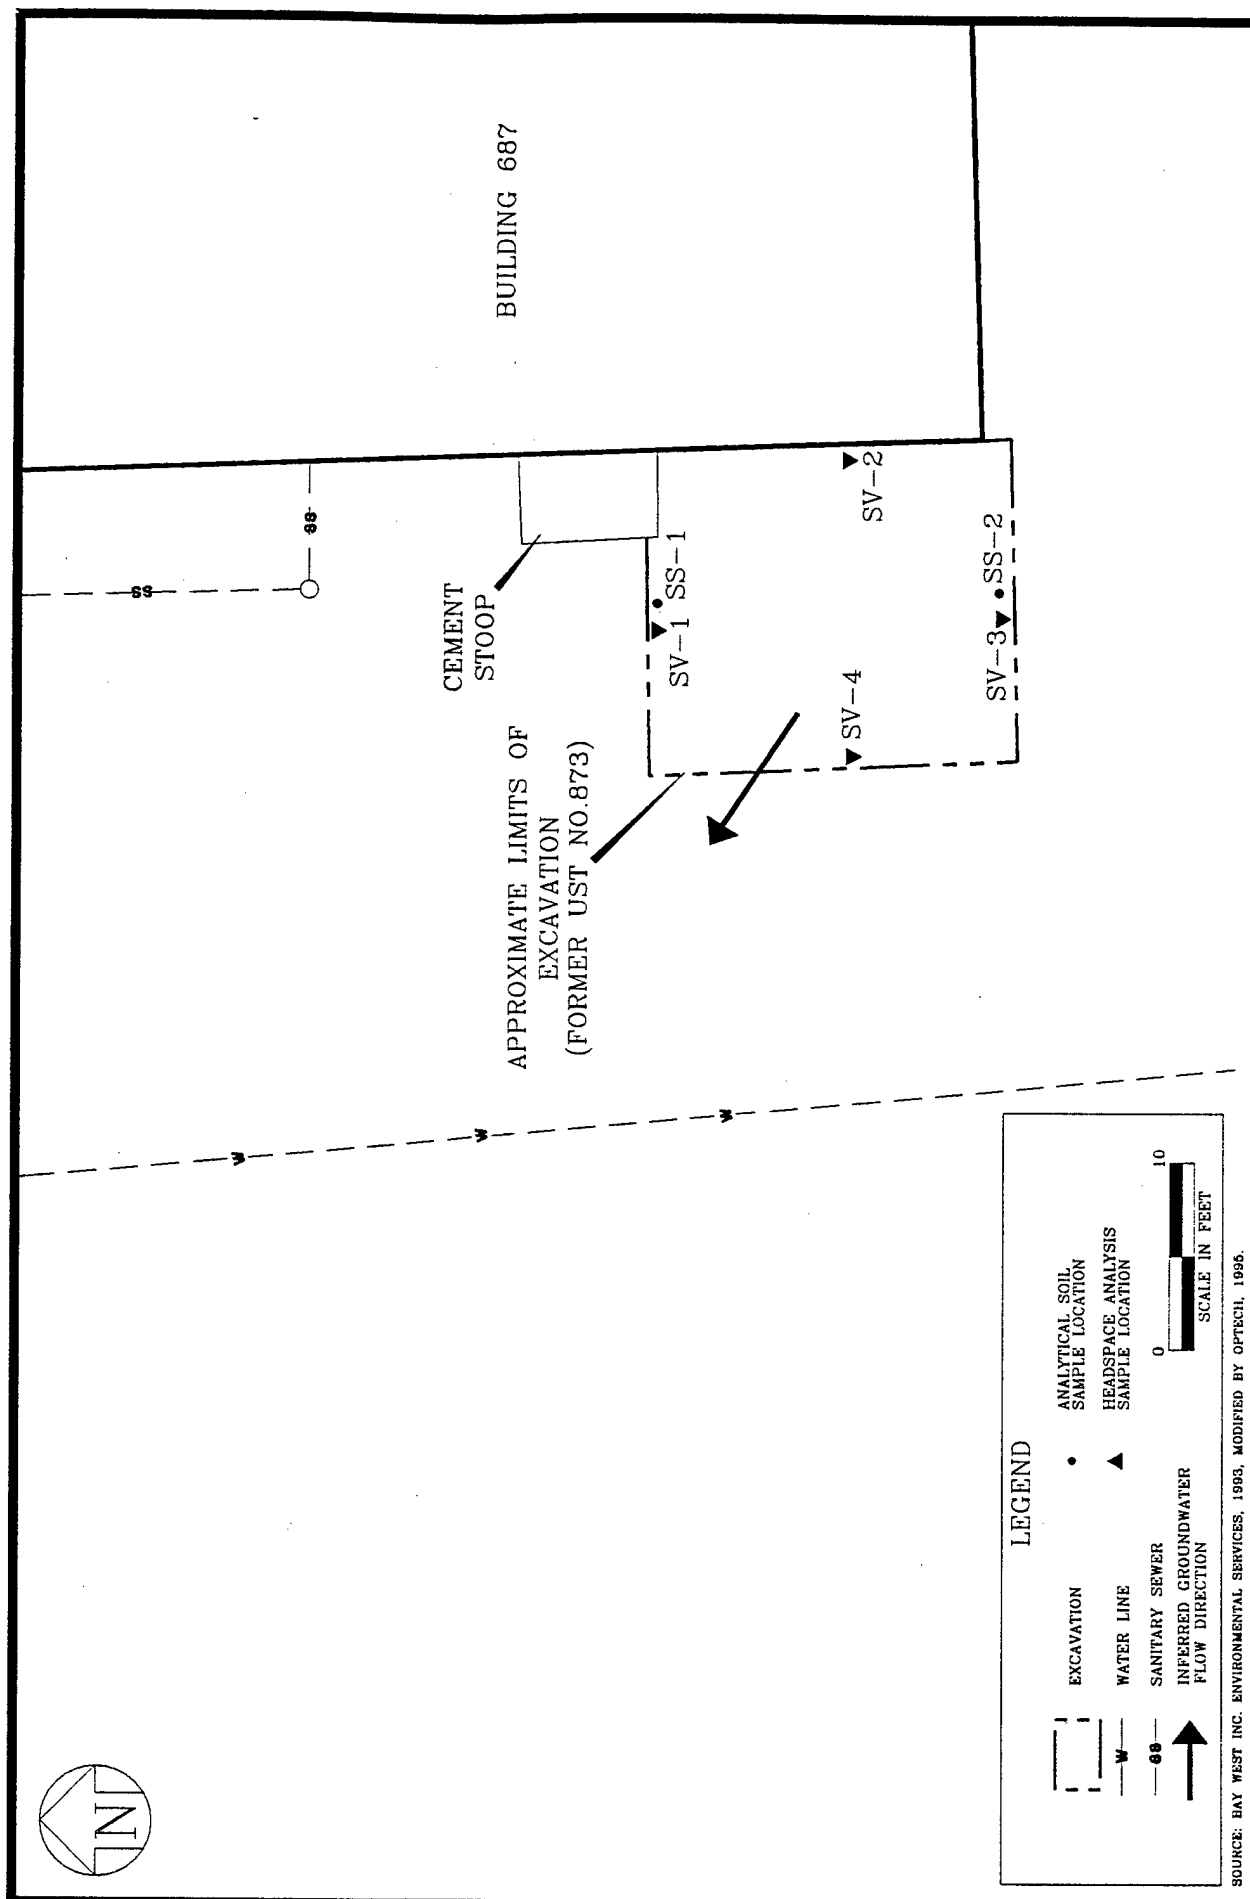 BUILDING 687
SS
SS
CEMENT
STOOP
SV-1
SS-1
SV-2
SV-3
SS-2
SV-4
APPROXIMATE LIMITS OF
EXCAVATION
(FORMER UST NO.873)
W
W
W
N
LEGEND
EXCAVATION
W
WATER LINE
SS
SANITARY SEWER
INFERRED GROUNDWATER
FLOW DIRECTION
ANALYTICAL SOIL
SAMPLE LOCATION
HEADSPACE ANALYSIS
SAMPLE LOCATION
0 10
SCALE IN FEET
SOURCE: BAY WEST INC. ENVIRONMENTAL SERVICES, 1993, MODIFIED BY OPTECH, 1995.